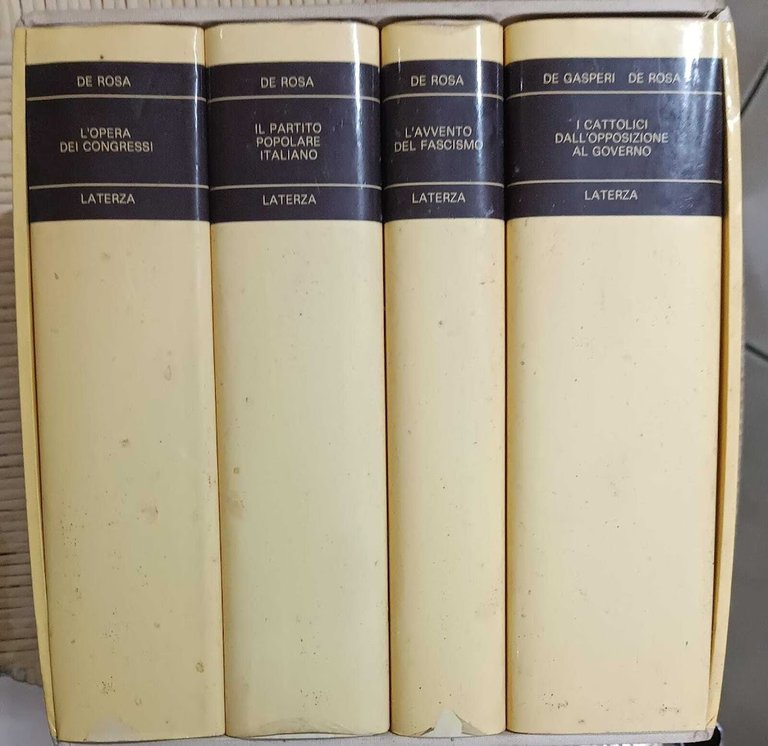 DE ROSA
L'OPERA
DEI CONGRESSI
LATERZA
DE ROSA
IL PARTITO
POPOLARE
ITALIANO
LATERZA
DE ROSA
L'AVVENTO
DEL FASCISMO
LATERZA
DE GASPERI DE ROSA
I CATTOLICI
DALL'OPPOSIZIONE
AL GOVERNO
LATERZA